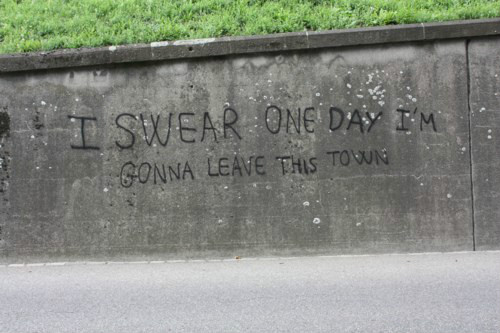 I SWEAR ONE DAY I'M
GONNA LEAVE THIS TOWN